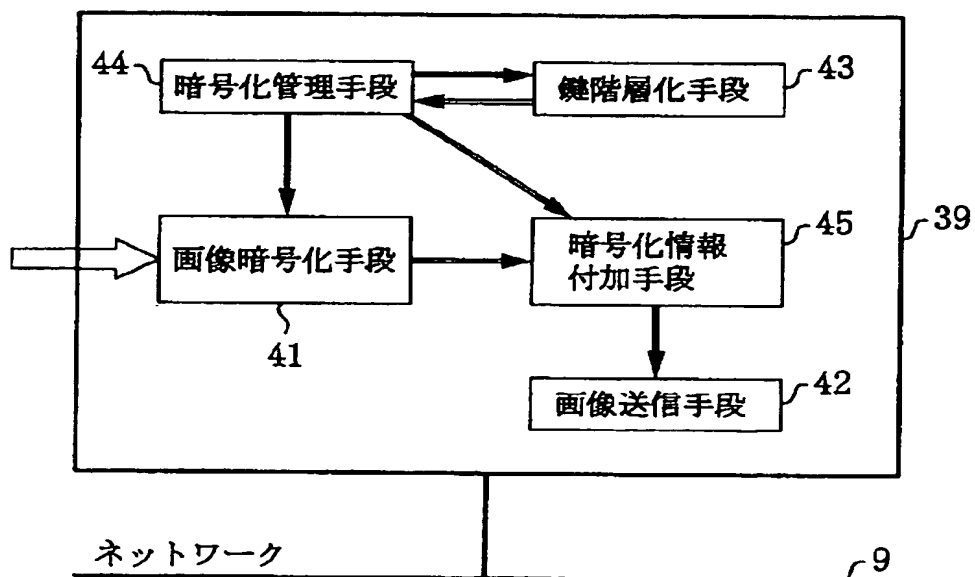 44
暗号化管理手段
鍵階層化手段
43
画像暗号化手段
41
暗号化情報
付加手段
45
39
画像送信手段
42
ネットワーク
9